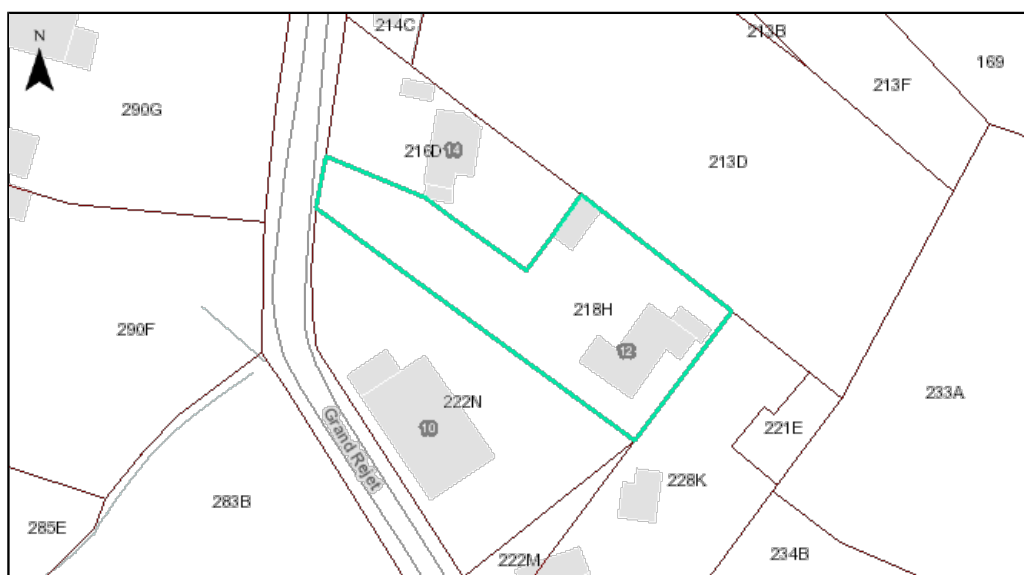 214C
213B
N
169
213F
290G
216D
14
213D
218H
290F
12
233A
222N
10
221E
Grand Rejet
228K
283B
285E
222M
234B